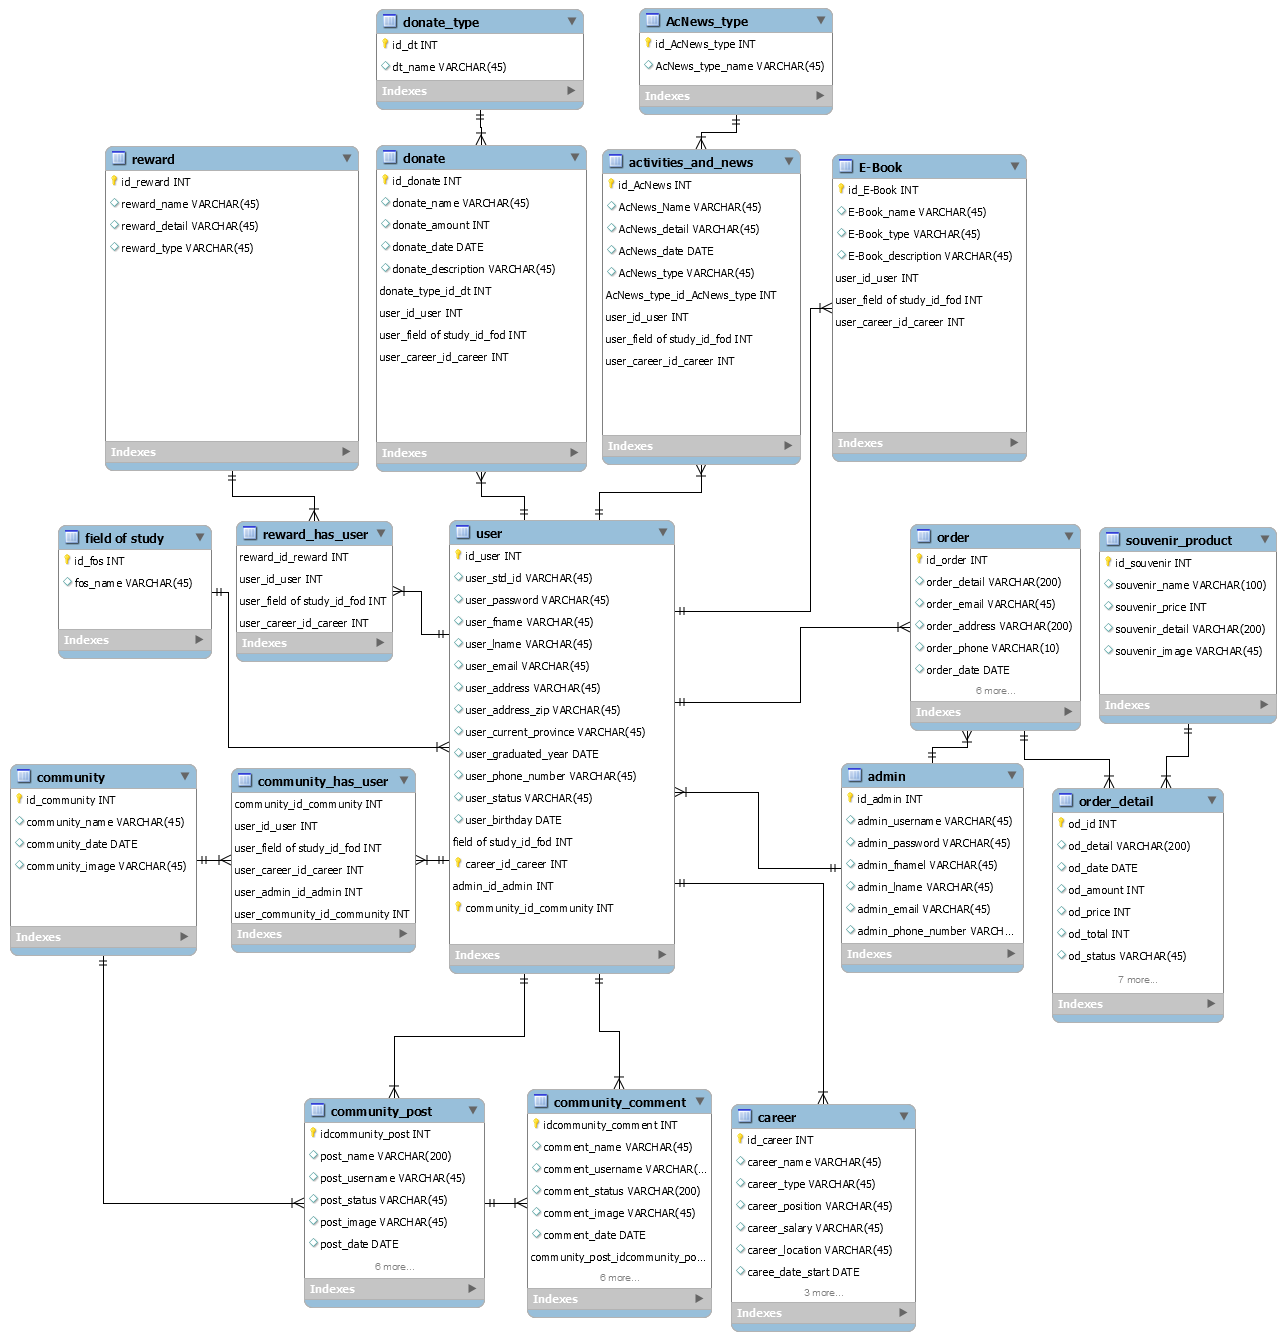 donate_type
id_dt INT
dt_name VARCHAR(45)
Indexes
AcNews_type
id_AcNews_type INT
AcNews_type_name VARCHAR(45)
Indexes
reward
id_reward INT
reward_name VARCHAR(45)
reward_detail VARCHAR(45)
reward_type VARCHAR(45)
Indexes
donate
id_donate INT
donate_name VARCHAR(45)
donate_amount INT
donate_date DATE
donate_description VARCHAR(45)
donate_type_id_dt INT
user_id_user INT
user_field of study_id_fod INT
user_career_id_career INT
Indexes
activities_and_news
id_AcNews INT
AcNews_Name VARCHAR(45)
AcNews_detail VARCHAR(45)
AcNews_date DATE
AcNews_type VARCHAR(45)
AcNews_type_id_AcNews_type INT
user_id_user INT
user_field of study_id_fod INT
user_career_id_career INT
Indexes
E-Book
id_E-Book INT
E-Book_name VARCHAR(45)
E-Book_type VARCHAR(45)
E-Book_description VARCHAR(45)
user_id_user INT
user_field of study_id_fod INT
user_career_id_career INT
Indexes
field of study
id_fos INT
fos_name VARCHAR(45)
Indexes
reward_has_user
reward_id_reward INT
user_id_user INT
user_field of study_id_fod INT
user_career_id_career INT
Indexes
user
id_user INT
user_std_id VARCHAR(45)
user_password VARCHAR(45)
user_fname VARCHAR(45)
user_lname VARCHAR(45)
user_email VARCHAR(45)
user_address VARCHAR(45)
user_address_zip VARCHAR(45)
user_current_province VARCHAR(45)
user_graduated_year DATE
user_phone_number VARCHAR(45)
user_status VARCHAR(45)
user_birthday DATE
field of study_id_fod INT
career_id_career INT
admin_id_admin INT
community_id_community INT
Indexes
order
id_order INT
order_detail VARCHAR(200)
order_email VARCHAR(45)
order_address VARCHAR(200)
order_phone VARCHAR(10)
order_date DATE
6 more...
Indexes
souvenir_product
id_souvenir INT
souvenir_name VARCHAR(100)
souvenir_price INT
souvenir_detail VARCHAR(200)
souvenir_image VARCHAR(45)
Indexes
community
id_community INT
community_name VARCHAR(45)
community_date DATE
community_image VARCHAR(45)
Indexes
community_has_user
community_id_community INT
user_id_user INT
user_field of study_id_fod INT
user_career_id_career INT
user_admin_id_admin INT
user_community_id_community INT
Indexes
admin
id_admin INT
admin_username VARCHAR(45)
admin_password VARCHAR(45)
admin_fnamel VARCHAR(45)
admin_lname VARCHAR(45)
admin_email VARCHAR(45)
admin_phone_number VARCH...
Indexes
order_detail
od_id INT
od_detail VARCHAR(200)
od_date DATE
od_amount INT
od_price INT
od_total INT
od_status VARCHAR(45)
7 more...
Indexes
community_post
idcommunity_post INT
post_name VARCHAR(200)
post_username VARCHAR(45)
post_status VARCHAR(45)
post_image VARCHAR(45)
post_date DATE
6 more...
Indexes
community_comment
idcommunity_comment INT
comment_name VARCHAR(45)
comment_username VARCHAR(...
comment_status VARCHAR(200)
comment_image VARCHAR(45)
comment_date DATE
community_post_idcommunity_po...
6 more...
Indexes
career
id_career INT
career_name VARCHAR(45)
career_type VARCHAR(45)
career_position VARCHAR(45)
career_salary VARCHAR(45)
career_location VARCHAR(45)
caree_date_start DATE
3 more...
Indexes